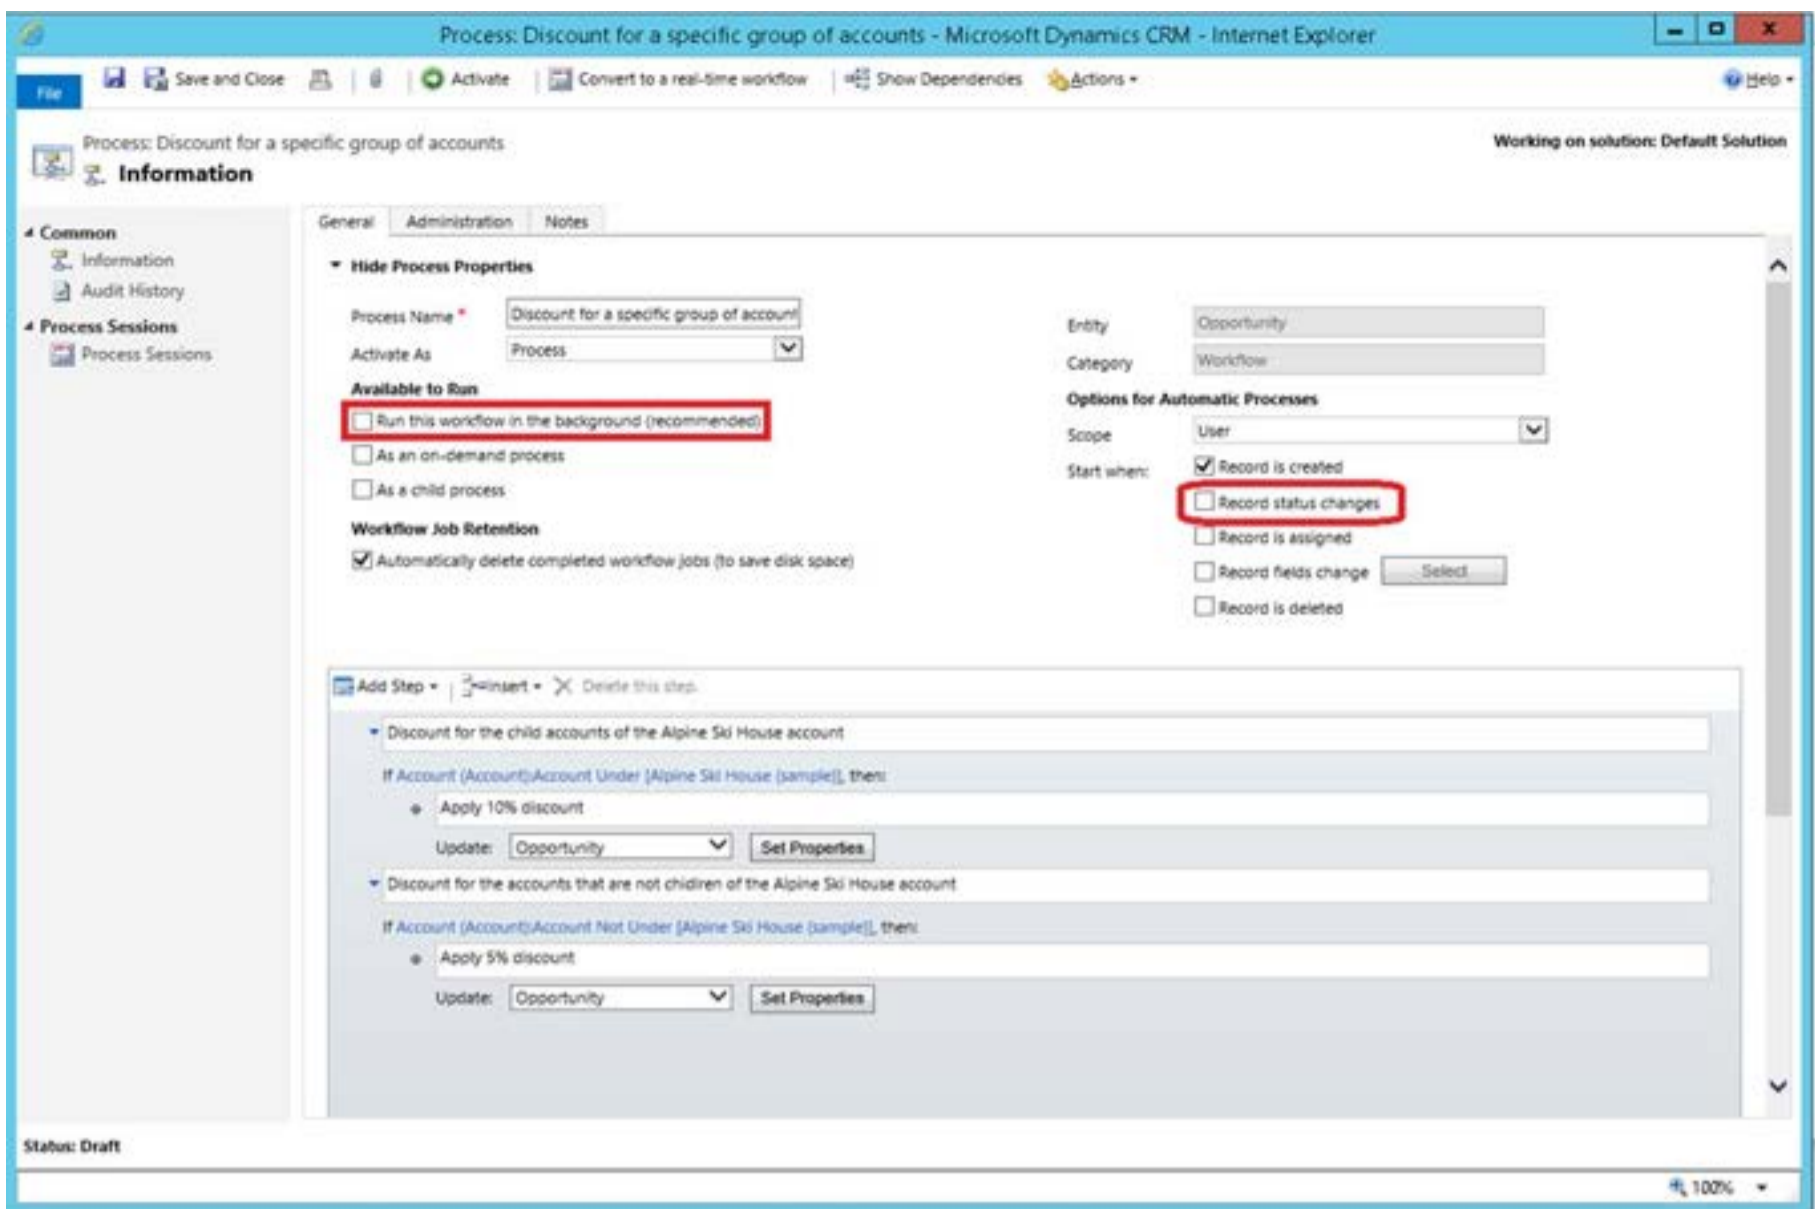 Process: Discount for a specific group of accounts - Microsoft Dynamics CRM - Internet Explorer
File Save and Close Activate Convert to a real-time workflow Show Dependencies Actions Help
Process: Discount for a specific group of accounts
Information
Working on solution: Default Solution
Common
Information
Audit History
Process Sessions
Process Sessions
General Administration Notes
Hide Process Properties
Process Name * Discount for a specific group of account
Activate As Process
Available to Run
Run this workflow in the background (recommended)
As an on-demand process
As a child process
Workflow Job Retention
Automatically delete completed workflow jobs (to save disk space)
Entity Opportunity
Category Workflow
Options for Automatic Processes
Scope User
Start when: Record is created
Record status changes
Record is assigned
Record fields change Select
Record is deleted
Add Step Insert Delete this step.
Discount for the child accounts of the Alpine Ski House account
If Account (Account):Account Under [Alpine Ski House (sample)], then:
Apply 10% discount
Update: Opportunity Set Properties
Discount for the accounts that are not chidlren of the Alpine Ski House account
If Account (Account):Account Not Under [Alpine Ski House (sample)], then:
Apply 5% discount
Update: Opportunity Set Properties
Status: Draft
100%